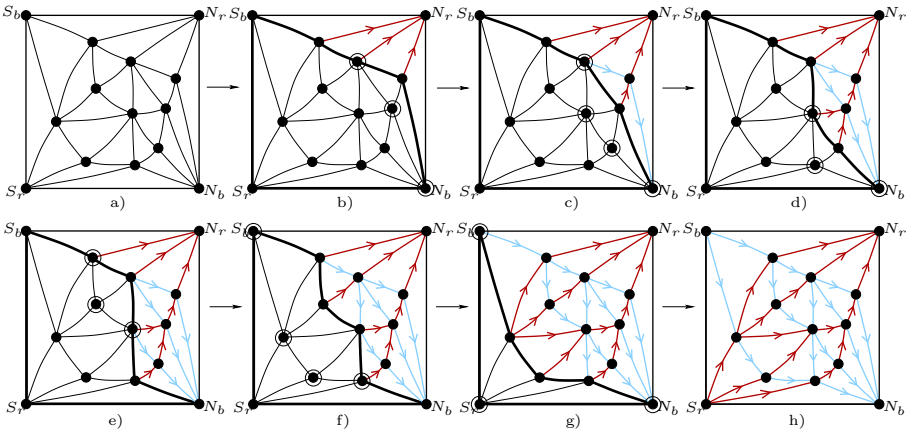 S_b N_r S_b N_r S_b N_r S_b N_r
S_r N_b S_r N_b S_r N_b S_r N_b
a) b) c) d)
S_b N_r S_b N_r S_b N_r S_b N_r
S_r N_b S_r N_b S_r N_b S_r N_b
e) f) g) h)